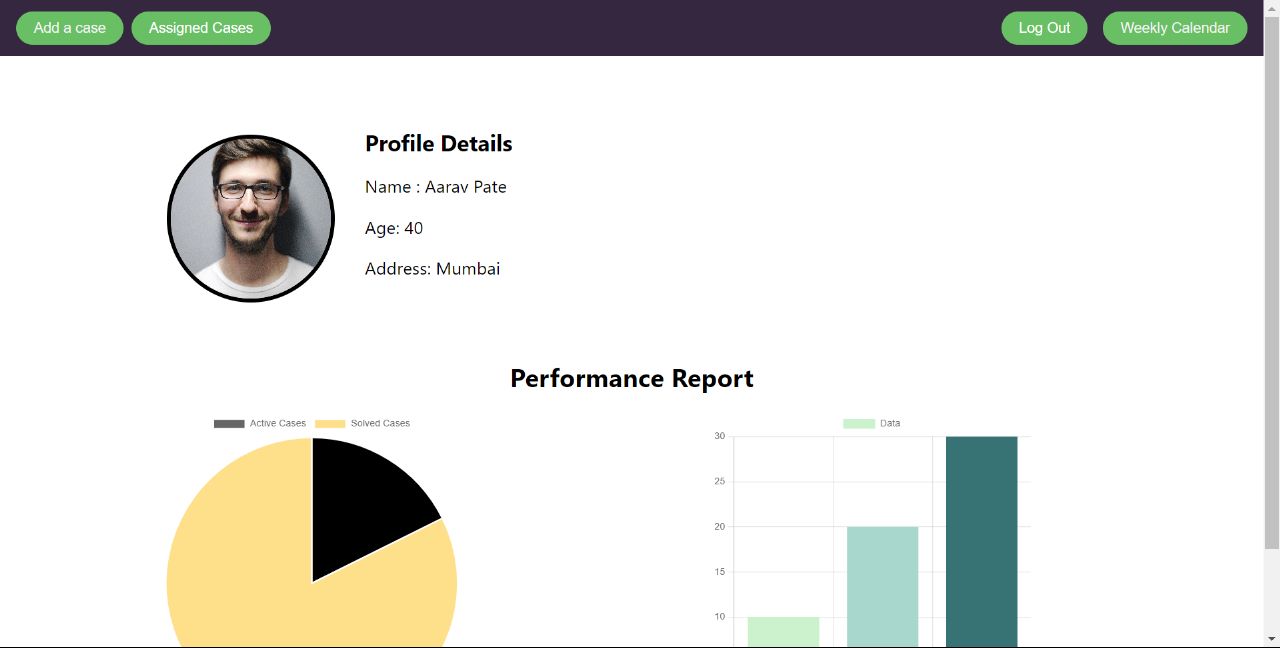 Add a case Assigned Cases Log Out Weekly Calendar
Profile Details
Name : Aarav Pate
Age: 40
Address: Mumbai
Performance Report
Active Cases Solved Cases
Data
30
25
20
15
10